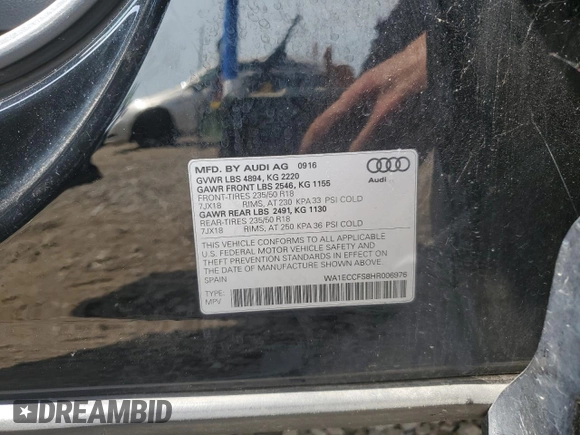 MFD. BY AUDI AG 0916
GVWR LBS 4894, KG 2220
GAWR FRONT LBS 2546, KG 1155
FRONT-TIRES 235/50 R18
7JX18 RIMS, AT 230 KPA 33 PSI COLD
GAWR REAR LBS 2491, KG 1130
REAR-TIRES 235/50 R18
7JX18 RIMS, AT 250 KPA 36 PSI COLD
Audi
THIS VEHICLE CONFORMS TO ALL APPLICABLE
U.S. FEDERAL MOTOR VEHICLE SAFETY AND
THEFT PREVENTION STANDARDS IN EFFECT ON
THE DATE OF MANUFACTURE SHOWN ABOVE.
SPAIN
WA1ECCFS8HR006976
TYPE:
MPV
DREAMBID